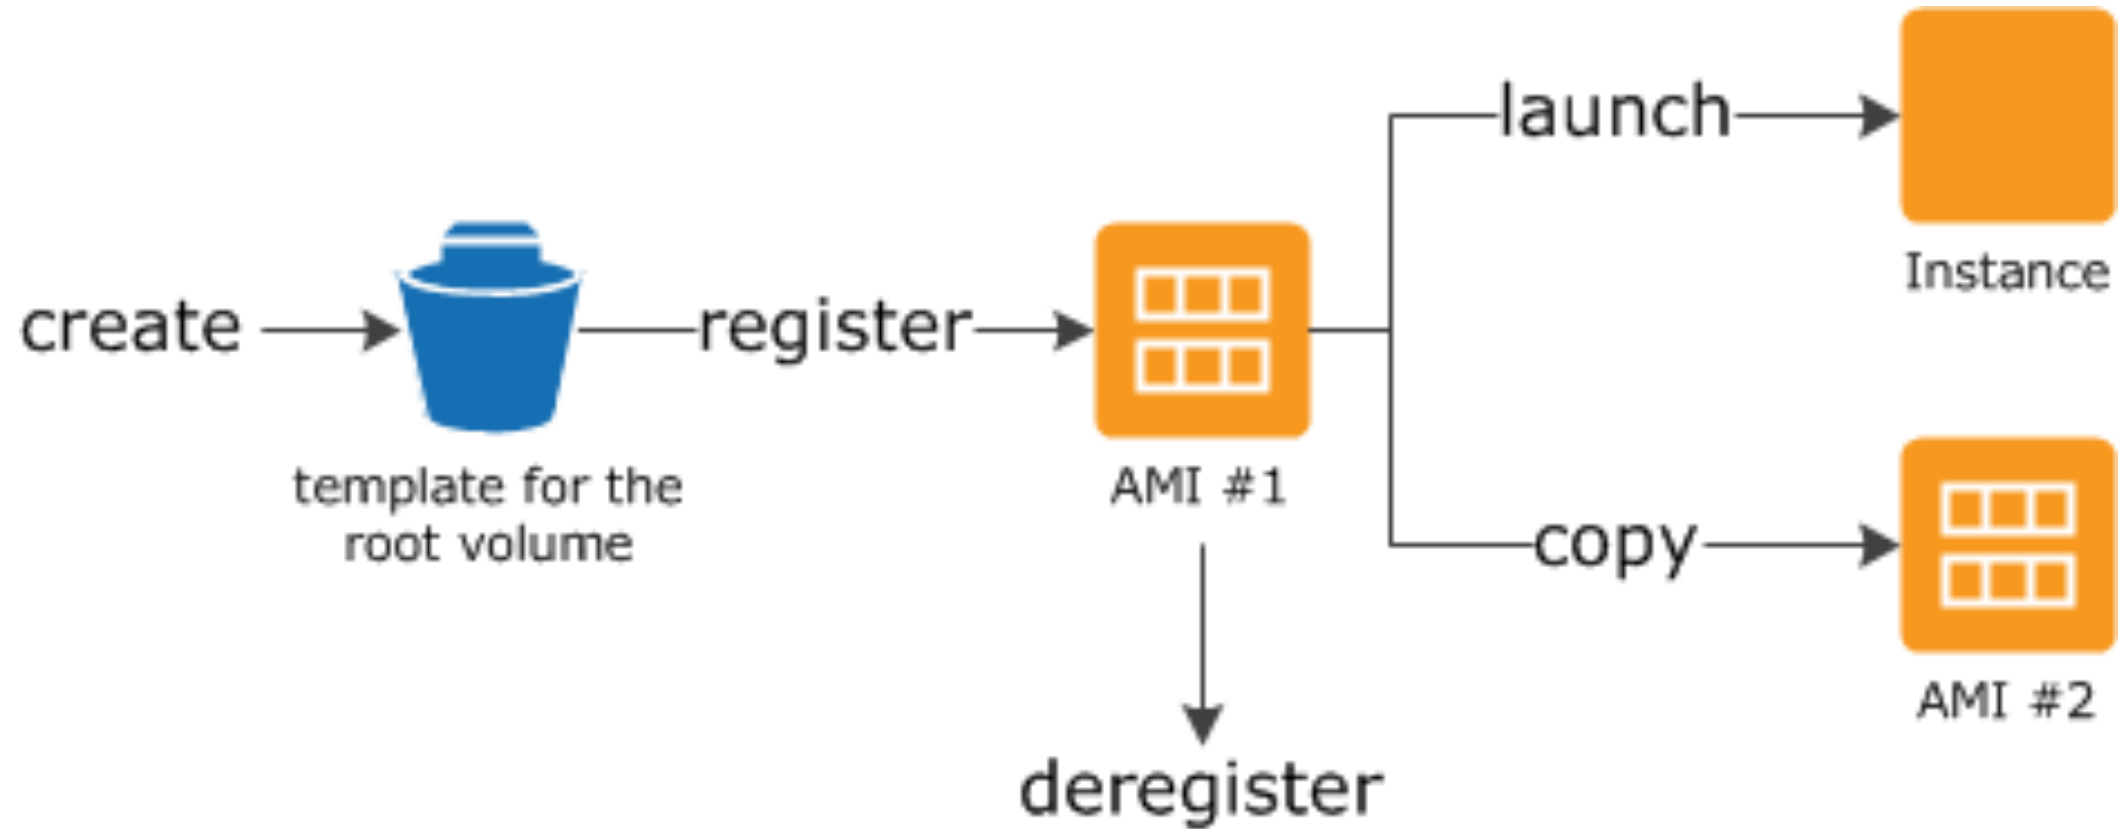 create
template for the
root volume
register
AMI #1
launch
Instance
copy
AMI #2
deregister